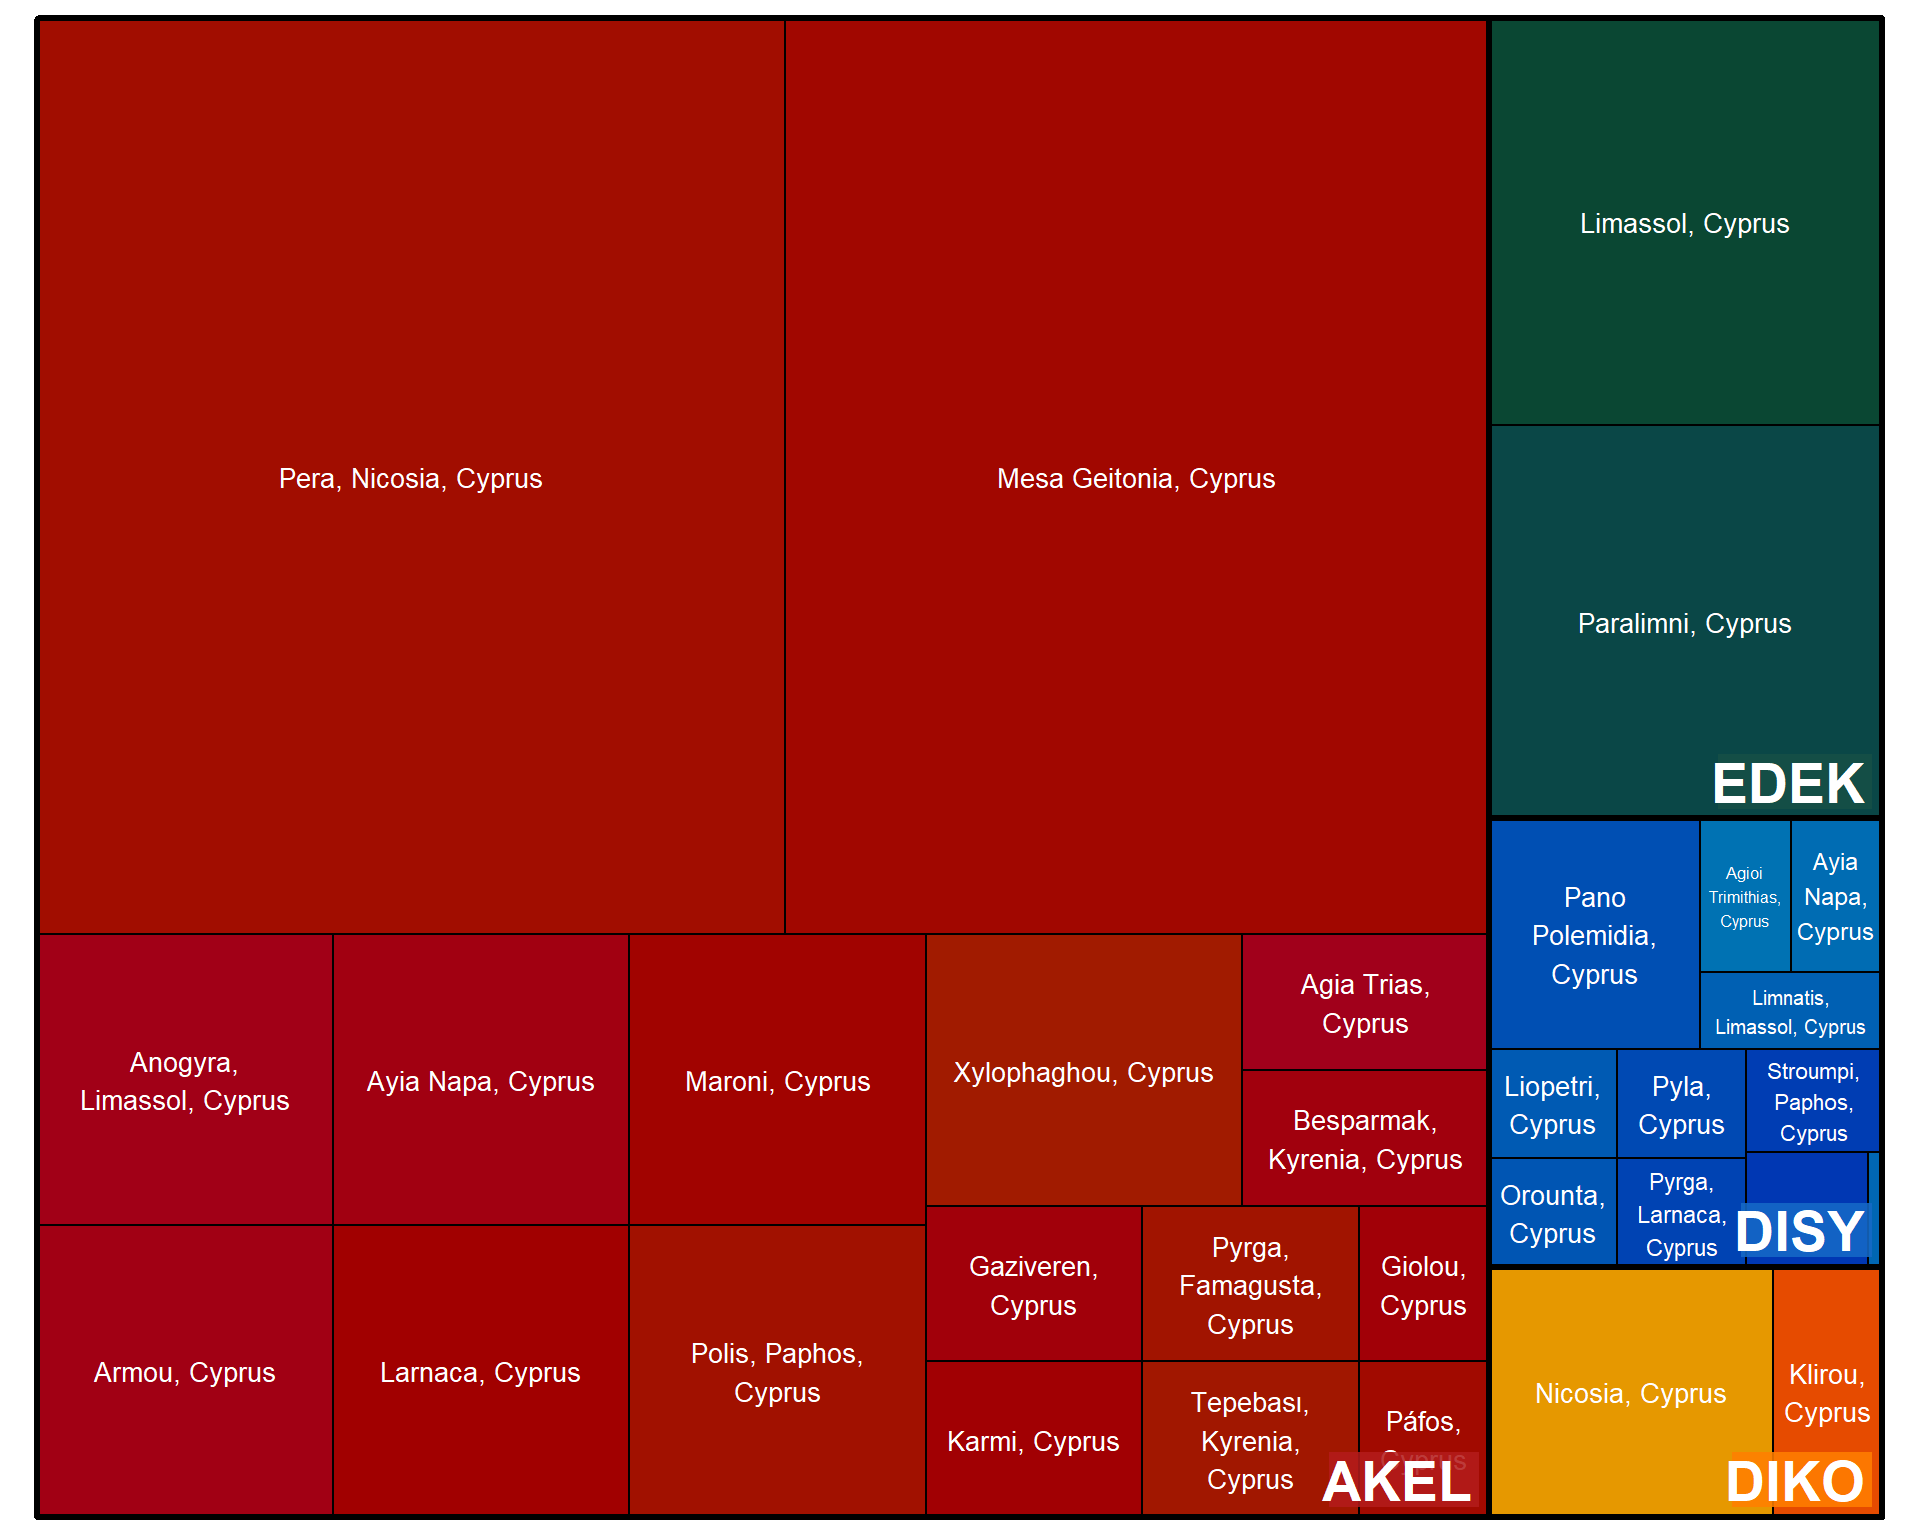 Pera, Nicosia, Cyprus
Mesa Geitonia, Cyprus
Anogyra,
Limassol, Cyprus
Ayia Napa, Cyprus
Maroni, Cyprus
Xylophaghou, Cyprus
Agia Trias,
Cyprus
Besparmak,
Kyrenia, Cyprus
Armou, Cyprus
Larnaca, Cyprus
Polis, Paphos,
Cyprus
Gaziveren,
Cyprus
Pyrga,
Famagusta,
Cyprus
Giolou,
Cyprus
Karmi, Cyprus
Tepebası,
Kyrenia,
Cyprus
Páfos,
Cyprus
AKEL
Limassol, Cyprus
Paralimni, Cyprus
EDEK
Pano
Polemidia,
Cyprus
Agioi
Trimithias,
Cyprus
Ayia
Napa,
Cyprus
Limnatis,
Limassol, Cyprus
Liopetri,
Cyprus
Pyla,
Cyprus
Stroumpi,
Paphos,
Cyprus
Orounta,
Cyprus
Pyrga,
Larnaca,
Cyprus
DISY
Nicosia, Cyprus
Klirou,
Cyprus
DIKO